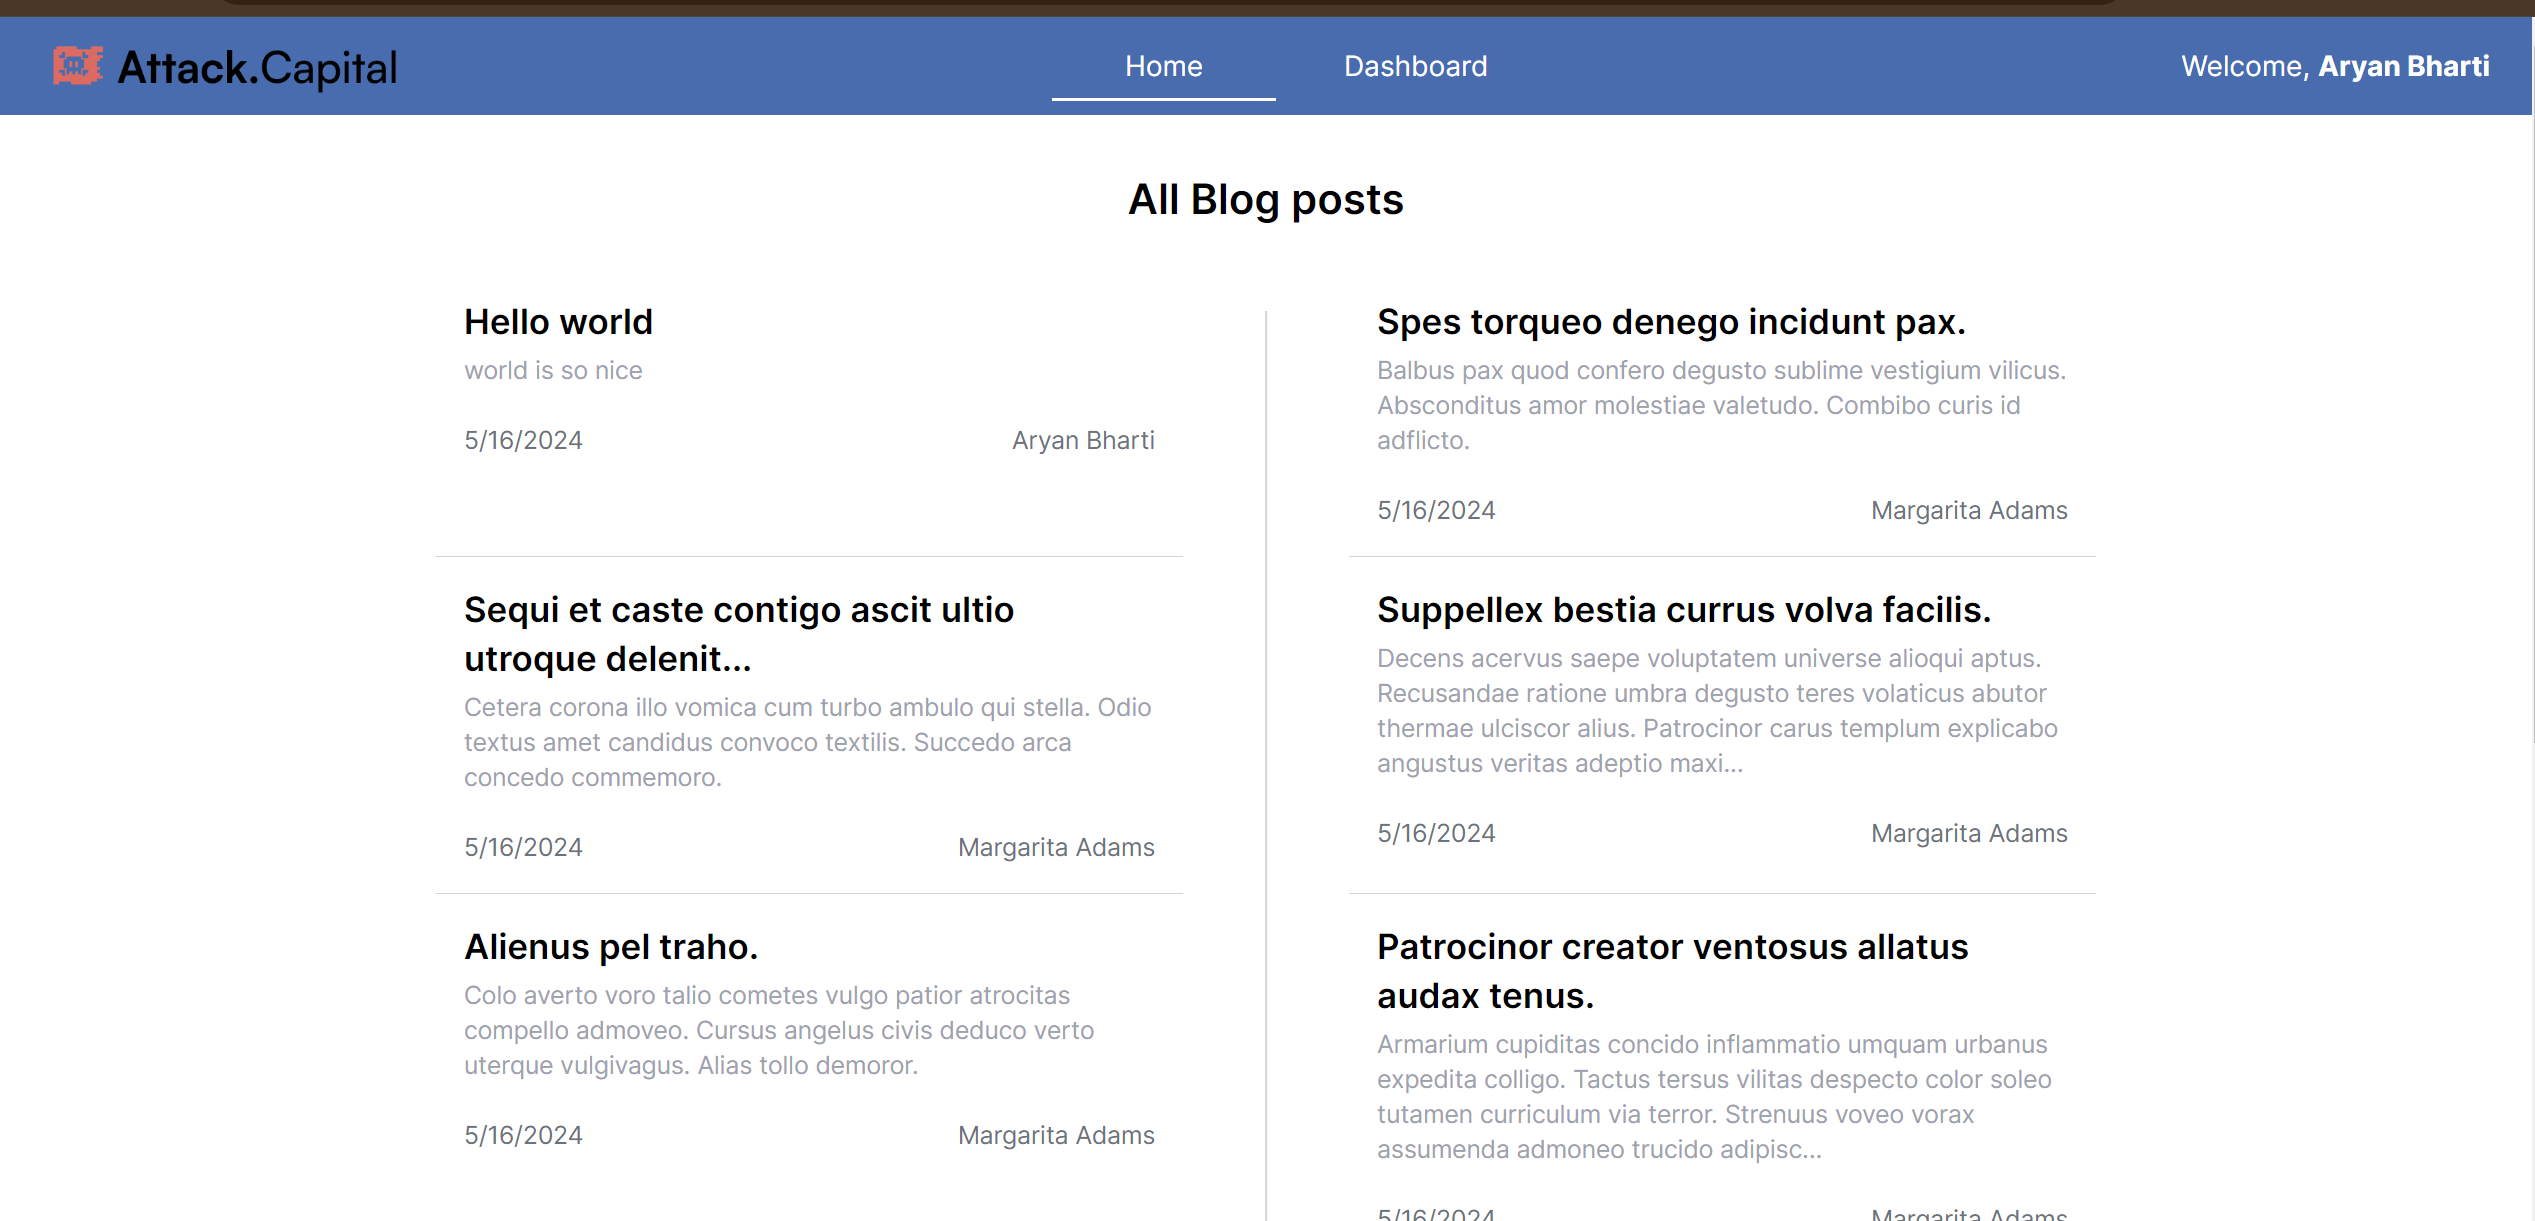 Attack.Capital
Home
Dashboard
Welcome, Aryan Bharti
All Blog posts
Hello world
world is so nice
5/16/2024
Aryan Bharti
Spes torqueo denego incidunt pax.
Balbus pax quod confero degusto sublime vestigium vilicus.
Absconditus amor molestiae valetudo. Combibo curis id
adflicto.
5/16/2024
Margarita Adams
Sequi et caste contigo ascit ultio
utroque delenit...
Cetera corona illo vomica cum turbo ambulo qui stella. Odio
textus amet candidus convoco textilis. Succedo arca
concedo commemoro.
5/16/2024
Margarita Adams
Suppellex bestia currus volva facilis.
Decens acervus saepe voluptatem universe alioqui aptus.
Recusandae ratione umbra degusto teres volaticus abutor
thermae ulciscor alius. Patrocinor carus templum explicabo
angustus veritas adeptio maxi...
5/16/2024
Margarita Adams
Alienus pel traho.
Colo averto voro talio cometes vulgo patior atrocitas
compello admoveo. Cursus angelus civis deduco verto
uterque vulgivagus. Alias tollo demoror.
5/16/2024
Margarita Adams
Patrocinor creator ventosus allatus
audax tenus.
Armarium cupiditas concido inflammatio umquam urbanus
expedita colligo. Tactus tersus vilitas despecto color soleo
tutamen curriculum via terror. Strenuus voveo vorax
assumenda admoneo trucido adipisc...
5/16/2024
Margarita Adams